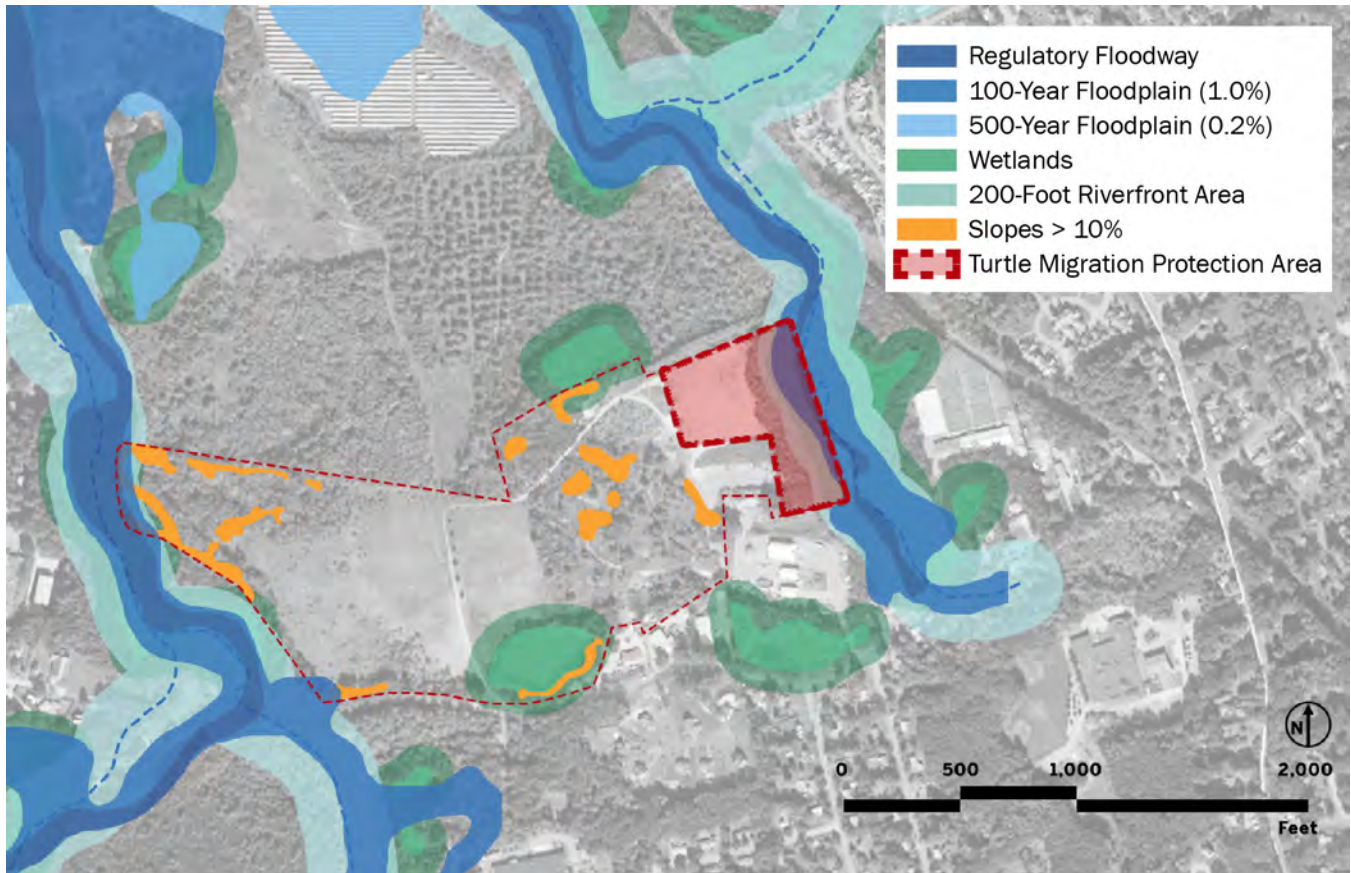 Regulatory Floodway
100-Year Floodplain (1.0%)
500-Year Floodplain (0.2%)
Wetlands
200-Foot Riverfront Area
Slopes > 10%
Turtle Migration Protection Area
N
0 500 1,000 2,000
Feet